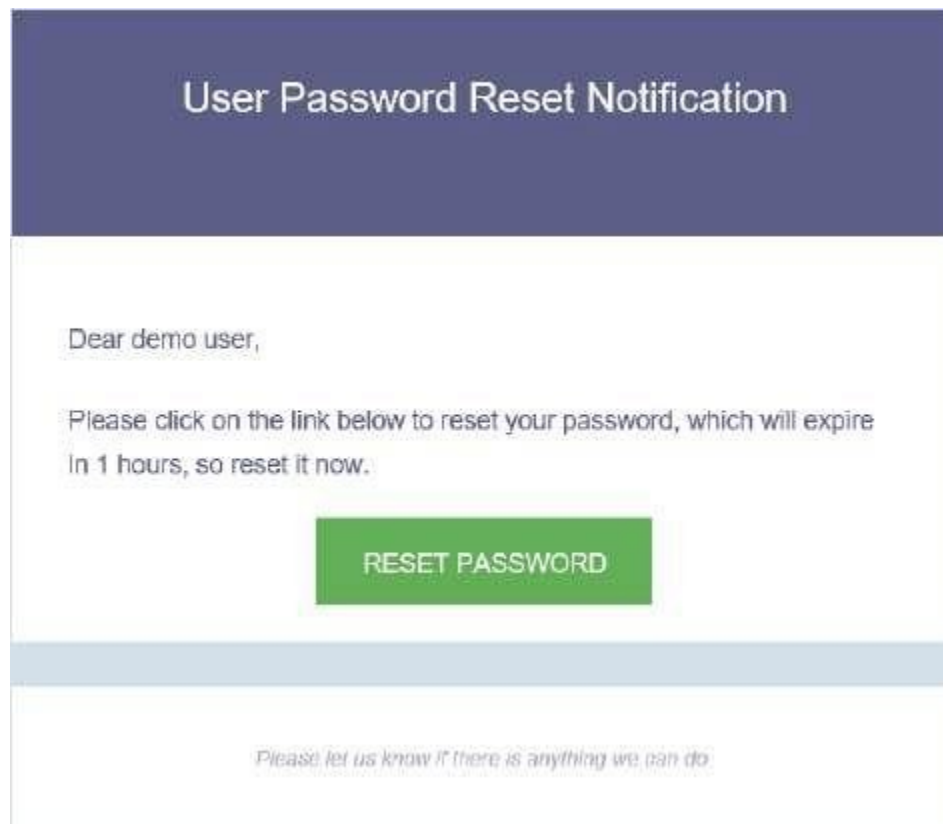 User Password Reset Notification
Dear demo user,
Please click on the link below to reset your password, which will expire
in 1 hours, so reset it now.
RESET PASSWORD
Please let us know if there is anything we can do